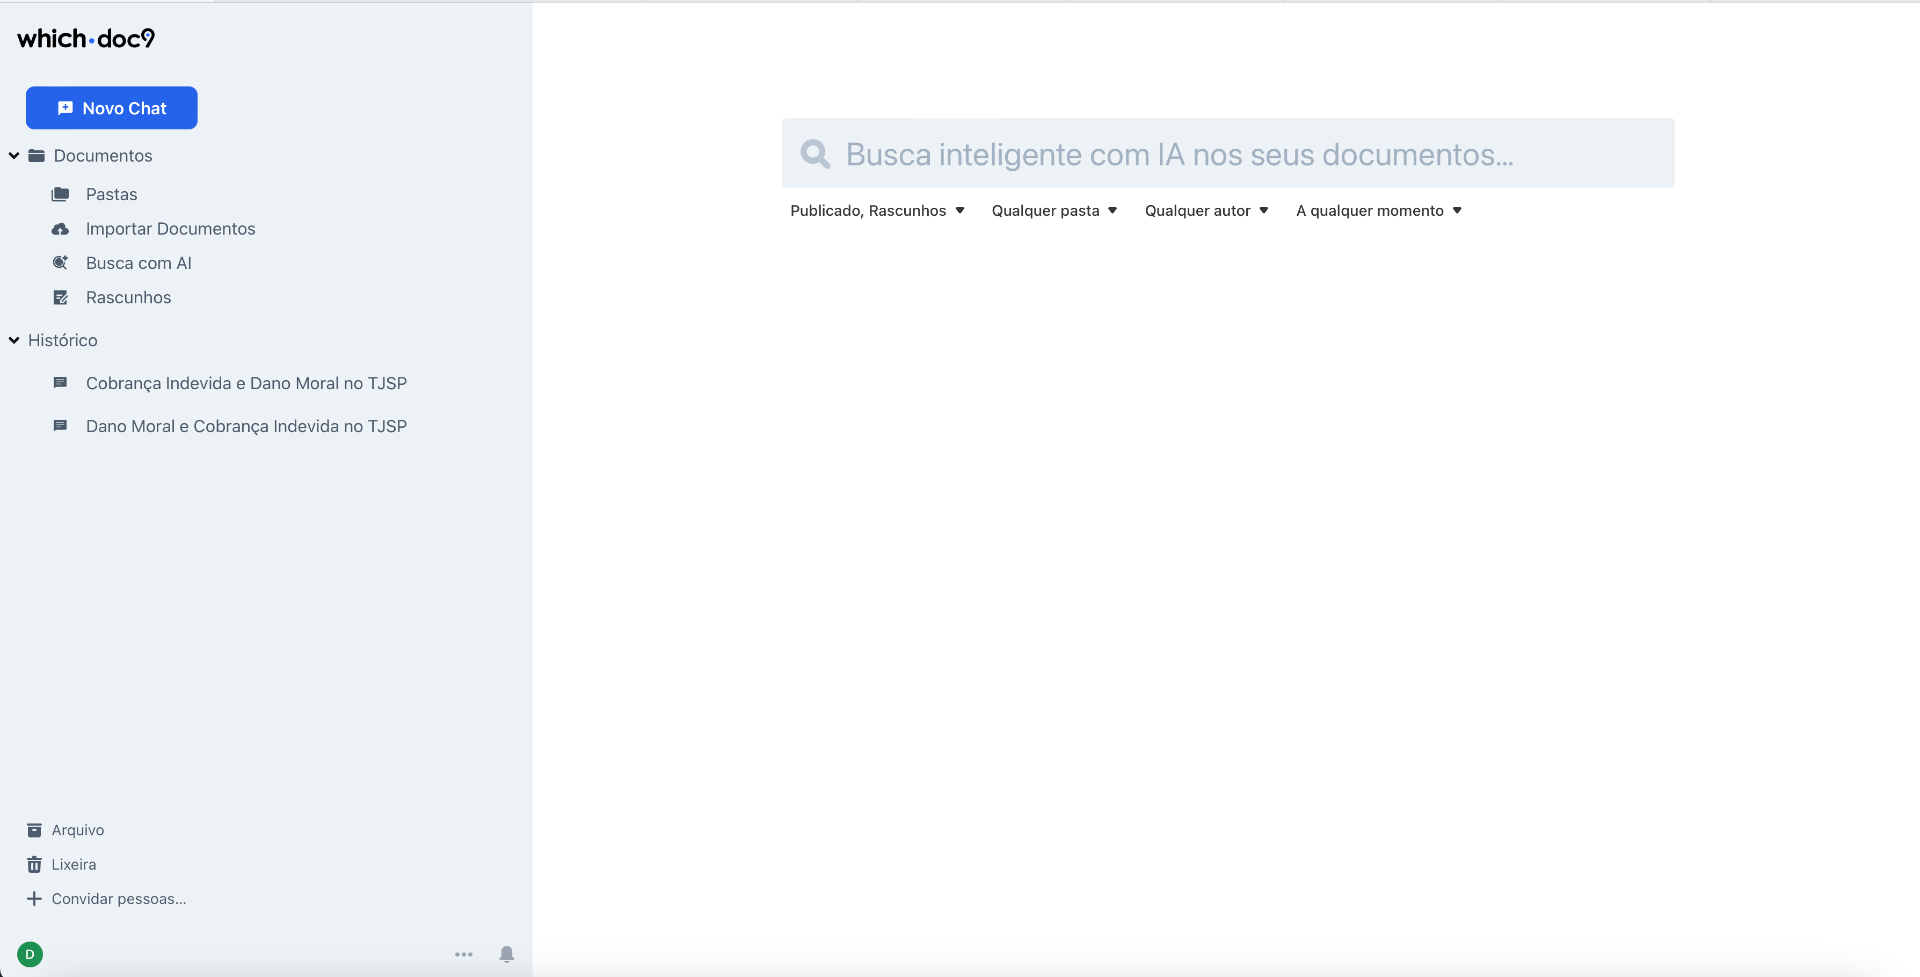 which·doc9
Novo Chat
Documentos
Pastas
Importar Documentos
Busca com AI
Rascunhos
Histórico
Cobrança Indevida e Dano Moral no TJSP
Dano Moral e Cobrança Indevida no TJSP
Arquivo
Lixeira
Convidar pessoas...
D
Busca inteligente com IA nos seus documentos...
Publicado, Rascunhos Qualquer pasta Qualquer autor A qualquer momento